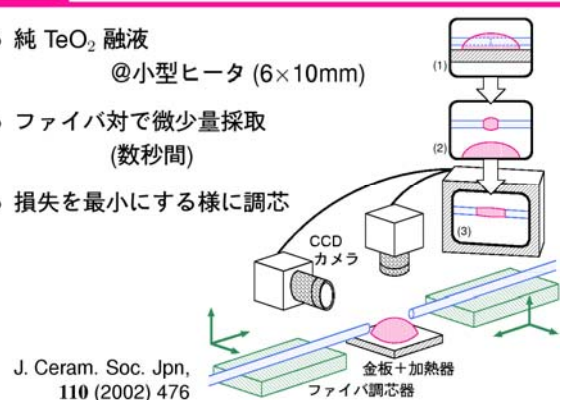 純 TeO₂ 融液
@小型ヒータ (6×10mm)
ファイバ対で微少量採取
(数秒間)
損失を最小にする様に調芯
(1)
(2)
(3)
CCD
カメラ
金板+加熱器
ファイバ調芯器
J. Ceram. Soc. Jpn,
110 (2002) 476